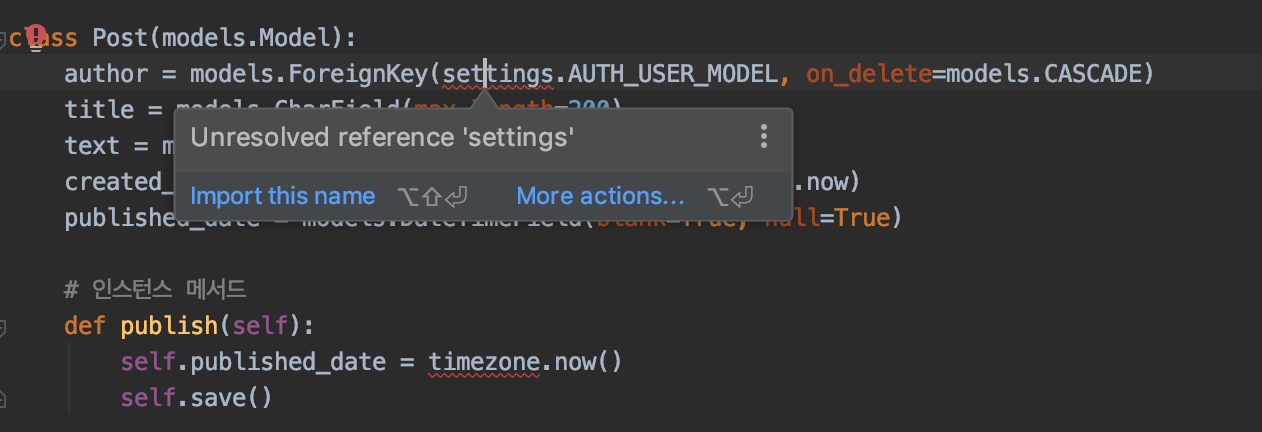 class Post(models.Model):
author = models.ForeignKey(settings.AUTH_USER_MODEL, on_delete=models.CASCADE)
title = models.CharField(max_length=200)
text = m
Unresolved reference 'settings'
Import this name ⌥⇧⏎ More actions... ⌥⏎
created_ .now)
published_date = models.DateTimeField(blank=True, null=True)
# 인스턴스 메서드
def publish(self):
self.published_date = timezone.now()
self.save()